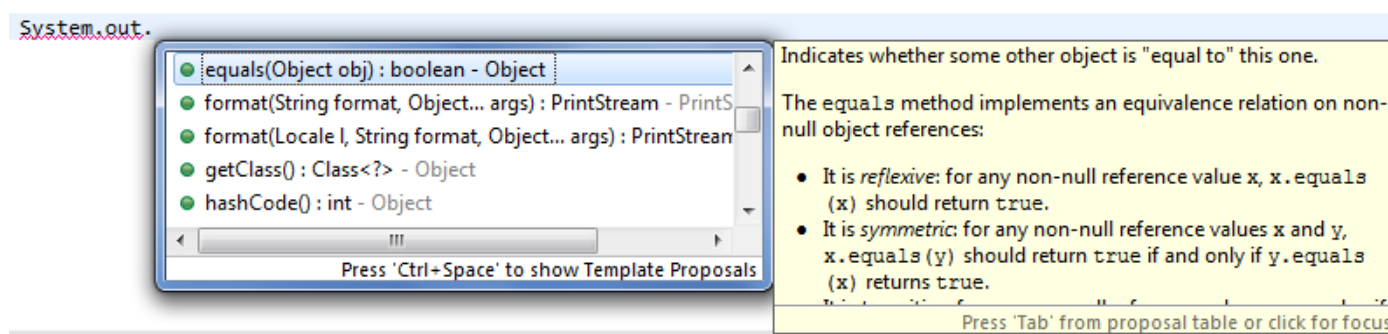 System.out.
equals(Object obj) : boolean - Object
format(String format, Object... args) : PrintStream - PrintS
format(Locale l, String format, Object... args) : PrintStream
getClass() : Class<?> - Object
hashCode() : int - Object
Press 'Ctrl+Space' to show Template Proposals
Indicates whether some other object is "equal to" this one.
The equals method implements an equivalence relation on non-
null object references:
• It is reflexive: for any non-null reference value x, x.equals
(x) should return true.
• It is symmetric: for any non-null reference values x and y,
x.equals(y) should return true if and only if y.equals
(x) returns true.
Press 'Tab' from proposal table or click for focus